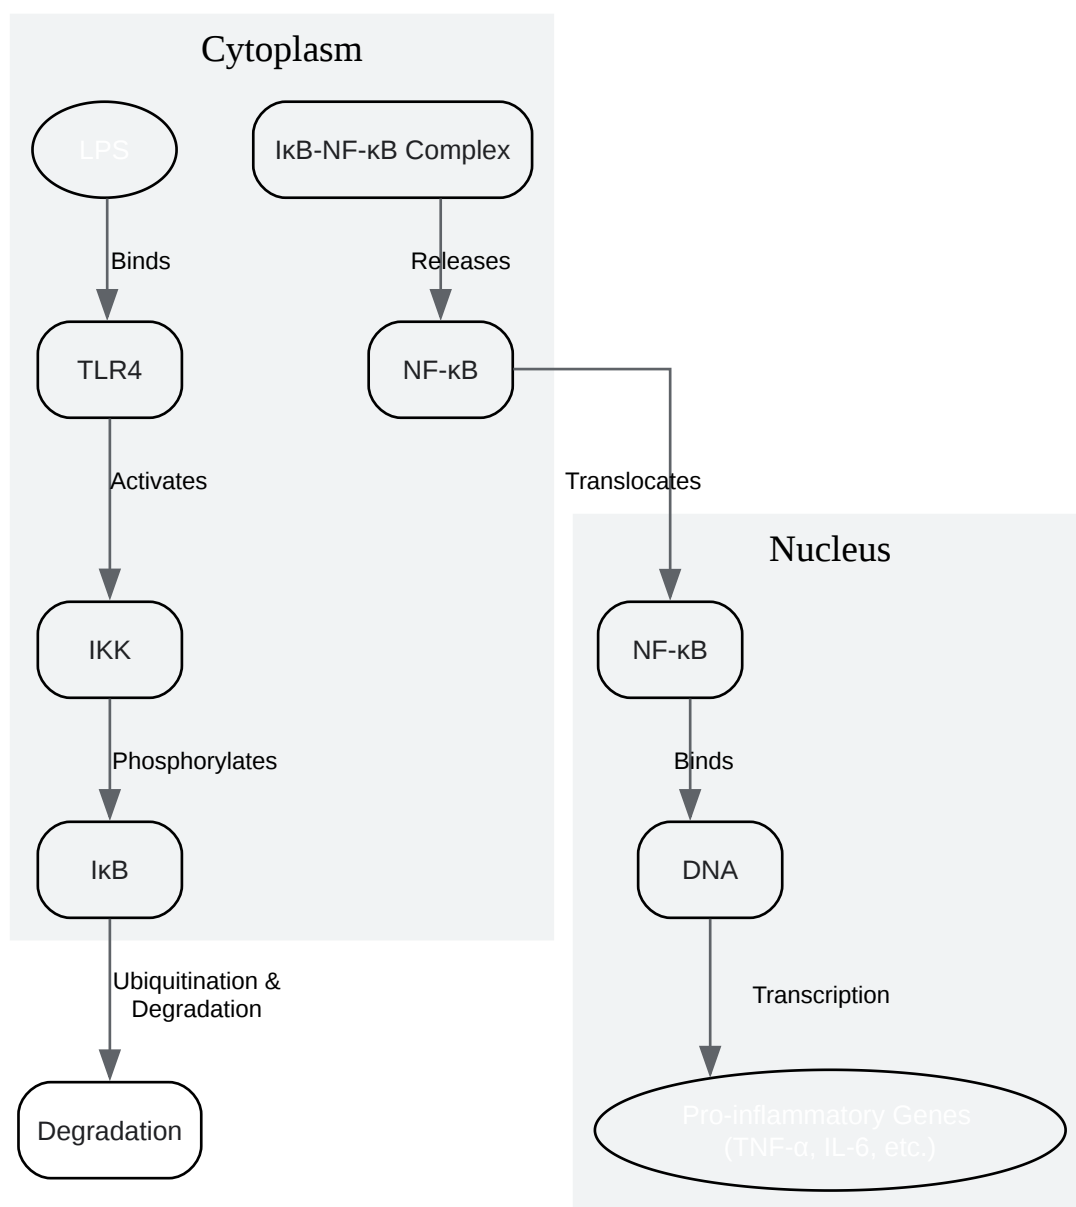 Cytoplasm
LPS
IκB-NF-κB Complex
Binds
Releases
TLR4
NF-κB
Activates
Translocates
Nucleus
IKK
NF-κB
Phosphorylates
Binds
IκB
DNA
Ubiquitination &
Degradation
Transcription
Degradation
Pro-inflammatory Genes
(TNF-α, IL-6, etc.)